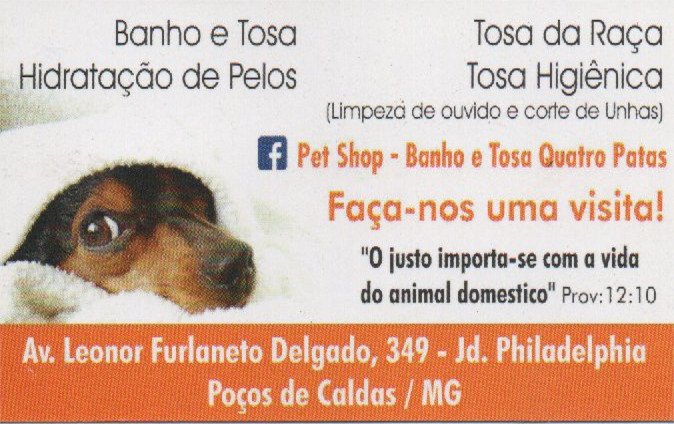 Banho e Tosa
Hidratação de Pelos
Tosa da Raça
Tosa Higiênica
(Limpeza de ouvido e corte de Unhas)
f Pet Shop - Banho e Tosa Quatro Patas
Faça-nos uma visita!
"O justo importa-se com a vida
do animal domestico" Prov:12:10
Av. Leonor Furlaneto Delgado, 349 - Jd. Philadelphia
Poços de Caldas / MG